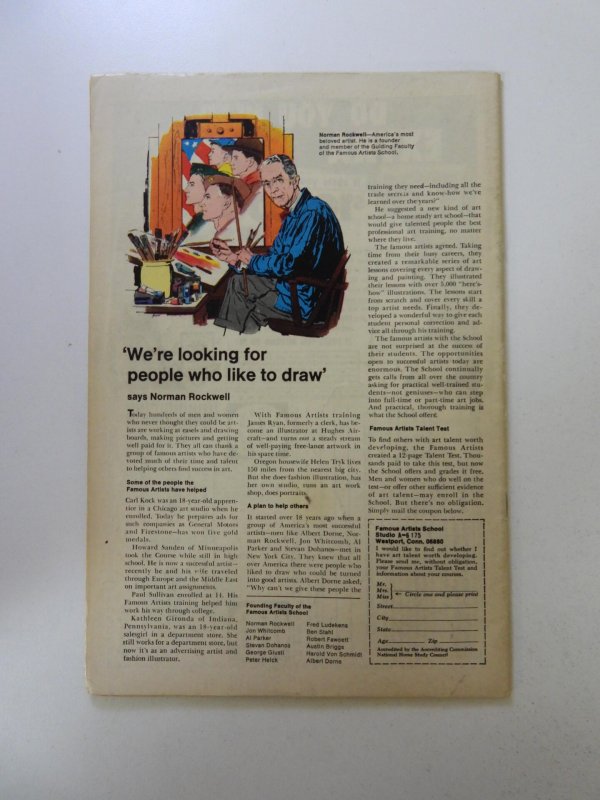 Norman Rockwell—America's most
beloved artist. He is a founder
and member of the Guiding Faculty
of the Famous Artists School.
'We're looking for
people who like to draw'
says Norman Rockwell
Today hundreds of men and women
who never thought they could be art-
ists are working at easels and drawing
boards, making pictures and getting
well paid for it. They all can thank a
group of famous artists who have de-
voted much of their time and talent
to helping others find success in art.
Some of the people the
Famous Artists have helped
Carl Kock was an 18-year-old appren-
tice in a Chicago art studio when he
enrolled. Today he prepares ads for
such companies as General Motors
and Firestone—has won five gold
medals.
Howard Sanden of Minneapolis
took the Course while still in high
school. He is now a successful artist—
recently he and his wife traveled
through Europe and the Middle East
on important art assignments.
Paul Sullivan enrolled at 14. His
Famous Artists training helped him
work his way through college.
Kathleen Gironda of Indiana,
Pennsylvania, was an 18-year-old
salesgirl in a department store. She
still works for a department store, but
now it's as an advertising artist and
fashion illustrator.
With Famous Artists training
James Ryan, formerly a clerk, has be-
come an illustrator at Hughes Air-
craft—and turns out a steady stream
of well-paying free-lance artwork in
his spare time.
Oregon housewife Helen Tryk lives
150 miles from the nearest big city.
But she does fashion illustration, has
her own studio, runs an art work
shop, does portraits.
A plan to help others
It started over 18 years ago when a
group of America's most successful
artists—men like Albert Dorne, Nor-
man Rockwell, Jon Whitcomb, Al
Parker and Stevan Dohanos—met in
New York City. They knew that all
over America there were people who
liked to draw who could be turned
into good artists. Albert Dorne asked,
"Why can't we give these people the
Founding Faculty of the
Famous Artists School
Norman Rockwell
Jon Whitcomb
Al Parker
Stevan Dohanos
George Giusti
Peter Helck
Fred Ludekens
Ben Stahl
Robert Fawcett
Austin Briggs
Harold Von Schmidt
Albert Dorne
training they need—including all the
trade secrets and know-how we've
learned over the years?"
He suggested a new kind of art
school—a home study art school—that
would give talented people the best
professional art training, no matter
where they live.
The famous artists agreed. Taking
time from their busy careers, they
created a remarkable series of art
lessons covering every aspect of draw-
ing and painting. They illustrated
their lessons with over 5,000 "here's-
how" illustrations. The lessons start
from scratch and cover every skill a
top artist needs. Finally, they de-
veloped a wonderful way to give each
student personal correction and ad-
vice all through his training.
The famous artists with the School
are not surprised at the success of
their students. The opportunities
open to successful artists today are
enormous. The School continually
gets calls from all over the country
asking for practical well-trained stu-
dents—not geniuses—who can step
into full-time or part-time art jobs.
And practical, thorough training is
what the School offers.
Famous Artists Talent Test
To find others with art talent worth
developing, the Famous Artists
created a 12-page Talent Test. Thou-
sands paid to take this test, but now
the School offers and grades it free.
Men and women who do well on the
test—or offer other sufficient evidence
of art talent—may enroll in the
School. But there's no obligation.
Simply mail the coupon below.
Famous Artists School
Studio 175
Westport, Conn. 06880
I would like to find out whether I
have art talent worth developing.
Please send me, without obligation,
your Famous Artists Talent Test and
information about your courses.
Mr.
Mrs.
Miss ← Circle one and please print
Street
City
State
Age Zip
Accredited by the Accrediting Commission
National Home Study Council